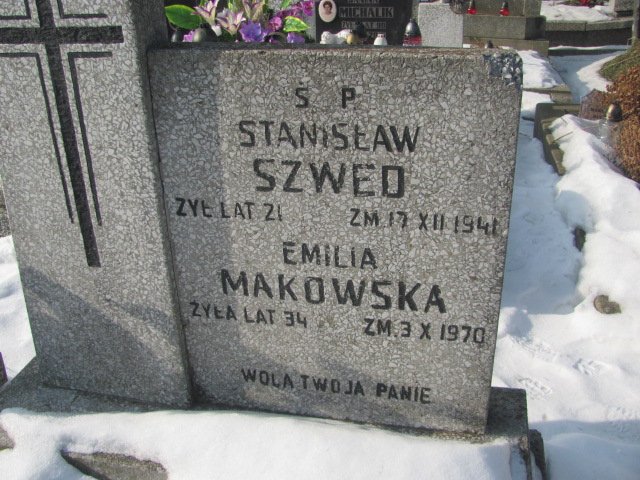 MICHALIK
Ś P
STANISŁAW
SZWED
ŻYŁ LAT 21 ZM. 17 XII 1941
EMILIA
MAKOWSKA
ŻYŁA LAT 34 ZM. 3 X 1970
WOLA TWOJA PANIE